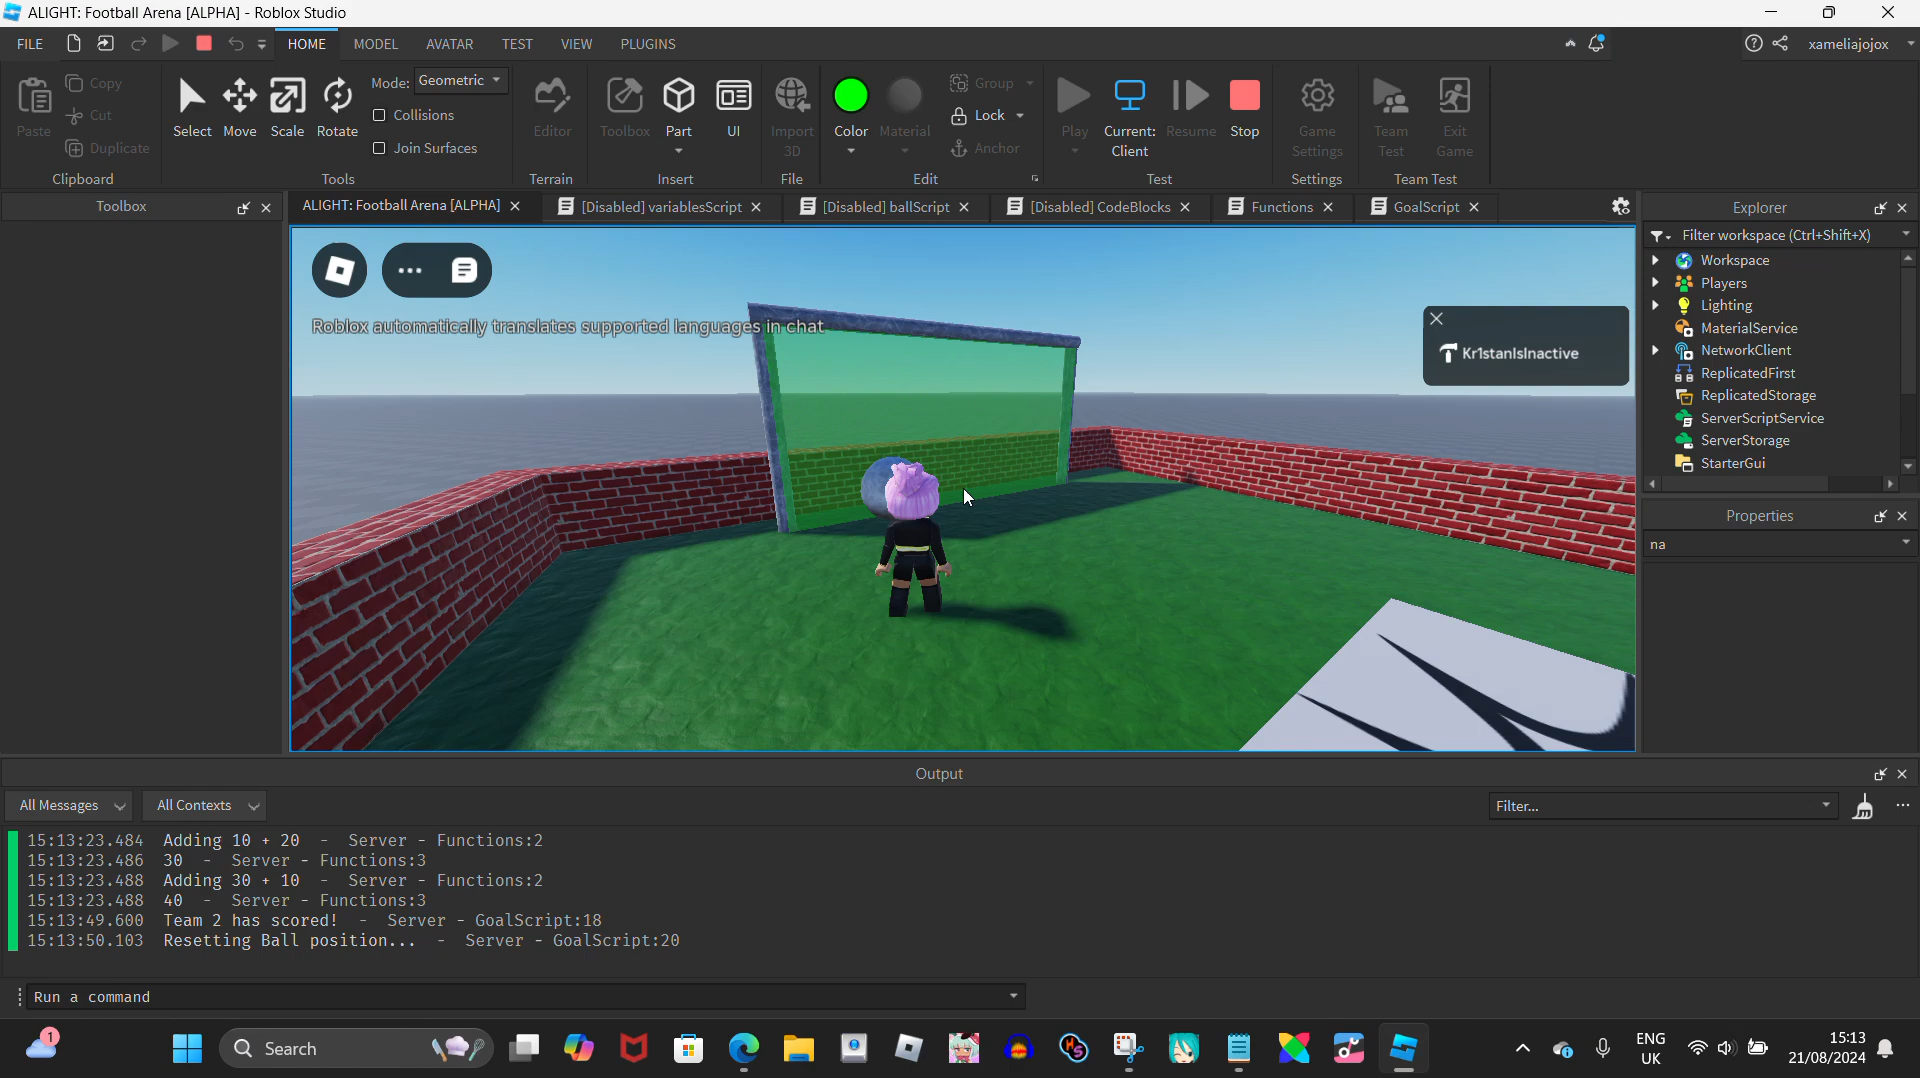 ALIGHT: Football Arena [ALPHA] - Roblox Studio
FILE HOME MODEL AVATAR TEST VIEW PLUGINS xameliajojox
Paste Copy Cut Duplicate Clipboard
Select Move Scale Rotate Mode: Geometric Collisions Join Surfaces Tools
Editor Terrain
Toolbox Part UI Insert
Import 3D File
Color Material Group Lock Anchor Edit
Play Current: Client Resume Stop Test
Game Settings Settings
Team Test Exit Game Team Test
Toolbox
ALIGHT: Football Arena [ALPHA] [Disabled] variablesScript [Disabled] ballScript [Disabled] CodeBlocks Functions GoalScript
Roblox automatically translates supported languages in chat
Kr1stanIsInactive
Explorer
Filter workspace (Ctrl+Shift+X)
Workspace
Players
Lighting
MaterialService
NetworkClient
ReplicatedFirst
ReplicatedStorage
ServerScriptService
ServerStorage
StarterGui
Properties
na
Output
All Messages All Contexts Filter...
15:13:23.484 Adding 10 + 20 - Server - Functions:2
15:13:23.486 30 - Server - Functions:3
15:13:23.488 Adding 30 + 10 - Server - Functions:2
15:13:23.488 40 - Server - Functions:3
15:13:49.600 Team 2 has scored! - Server - GoalScript:18
15:13:50.103 Resetting Ball position... - Server - GoalScript:20
Run a command
1 Search ENG UK 15:13 21/08/2024